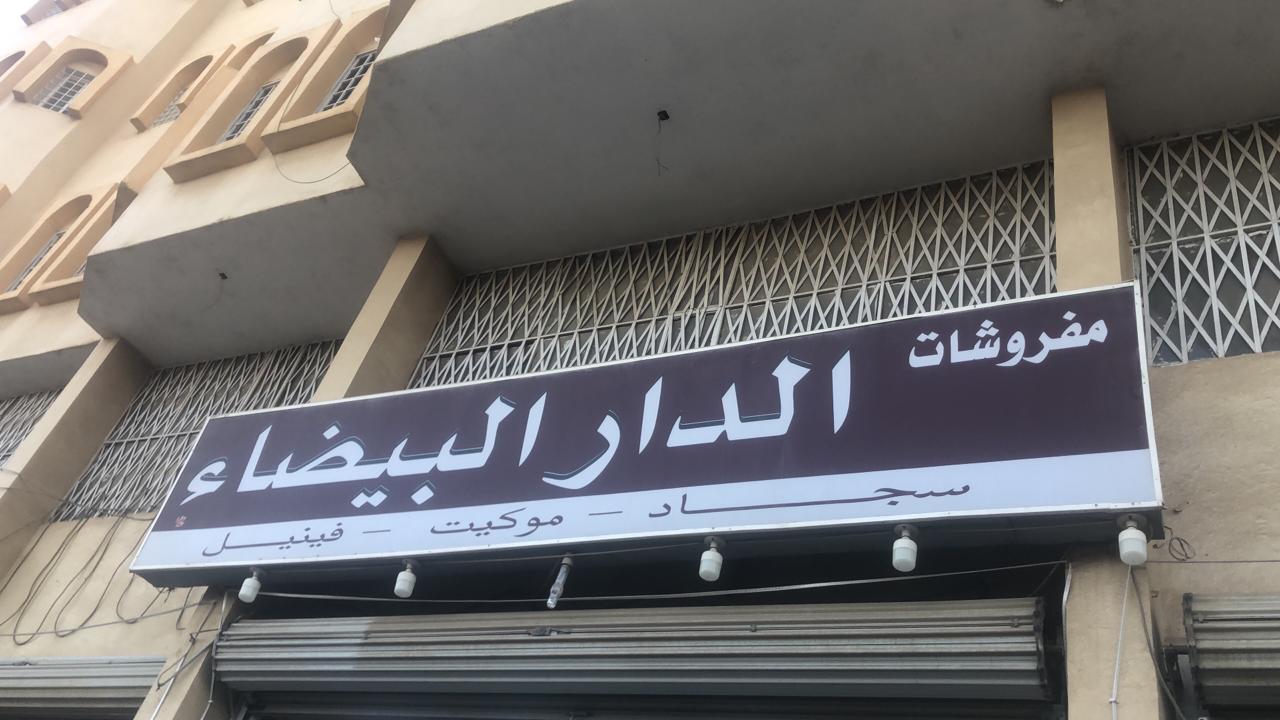 مفروشات
الدار البيضاء
سجاد - موكيت - فينيل